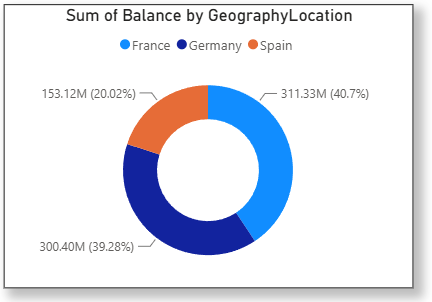 Sum of Balance by GeographyLocation
France Germany Spain
153.12M (20.02%)
311.33M (40.7%)
300.40M (39.28%)